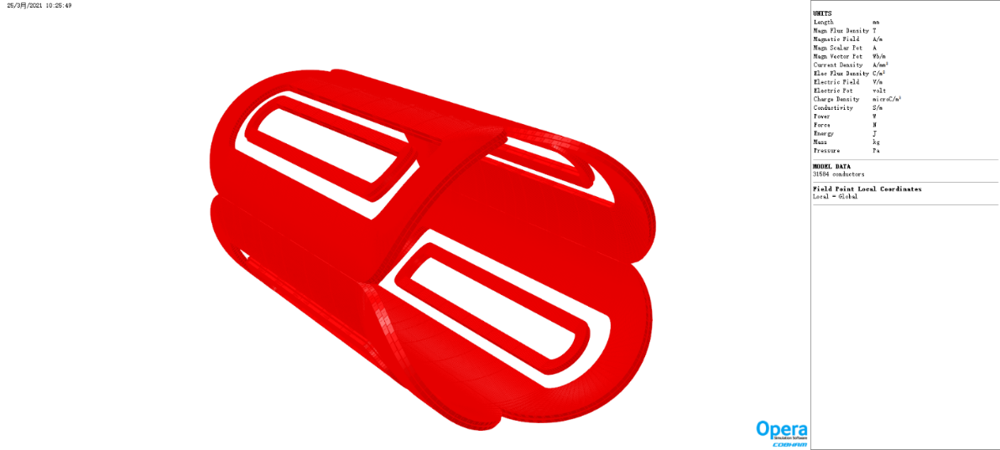 25/3月/2021 10:25:49
UNITS
Length mm
Magn Flux Density T
Magnetic Field A/m
Magn Scalar Pot A
Magn Vector Pot Wb/m
Current Density A/mm²
Elec Flux Density C/m²
Electric Field V/m
Electric Pot volt
Charge Density microC/m³
Conductivity S/m
Power W
Force N
Energy J
Mass kg
Pressure Pa
MODEL DATA
31584 conductors
Field Point Local Coordinates
Local = Global
Opera
Simulation Software
COBHAM